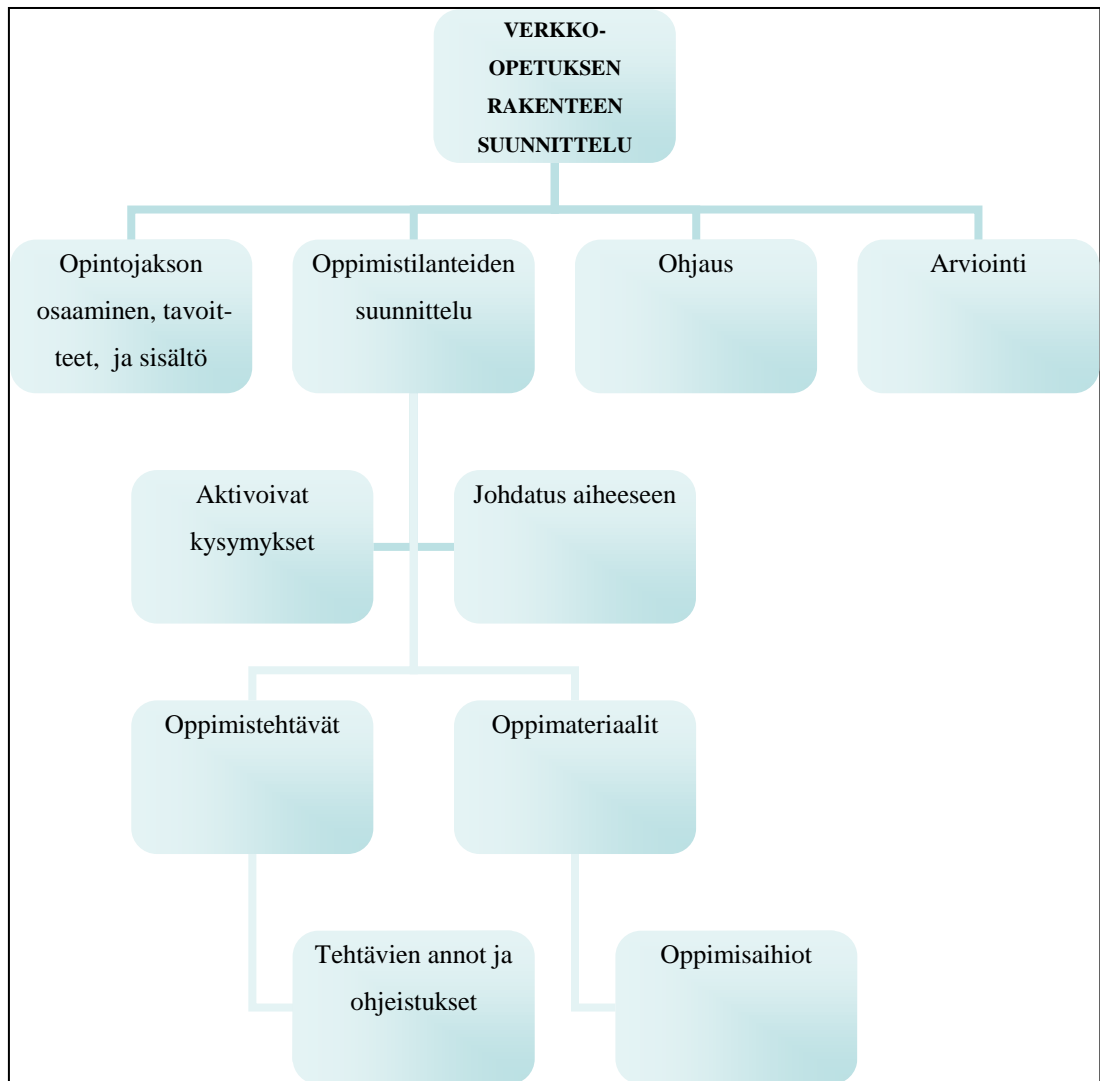 VERKKO-
OPETUKSEN
RAKENTEEN
SUUNNITTELU
Opintojakson
osaaminen, tavoit-
teet, ja sisältö
Oppimistilanteiden
suunnittelu
Ohjaus
Arviointi
Aktivoivat
kysymykset
Johdatus aiheeseen
Oppimistehtävät
Oppimateriaalit
Tehtävien annot ja
ohjeistukset
Oppimisaihiot